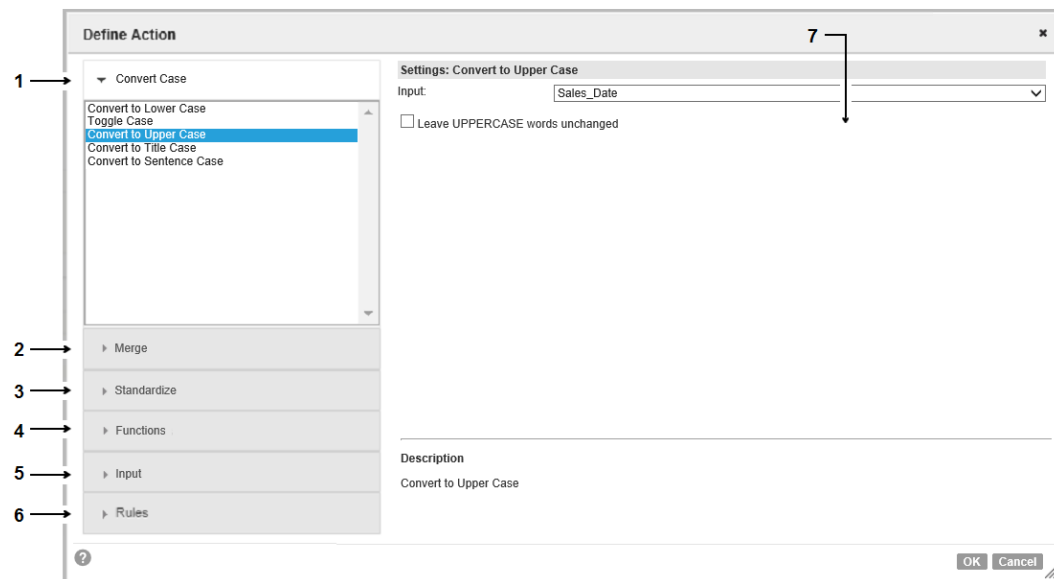 Define Action
7
×
1
Convert Case
Convert to Lower Case
Toggle Case
Convert to Upper Case
Convert to Title Case
Convert to Sentence Case
2
Merge
3
Standardize
4
Functions
5
Input
6
Rules
Settings: Convert to Upper Case
Input: Sales_Date
Leave UPPERCASE words unchanged
Description
Convert to Upper Case
?
OK Cancel